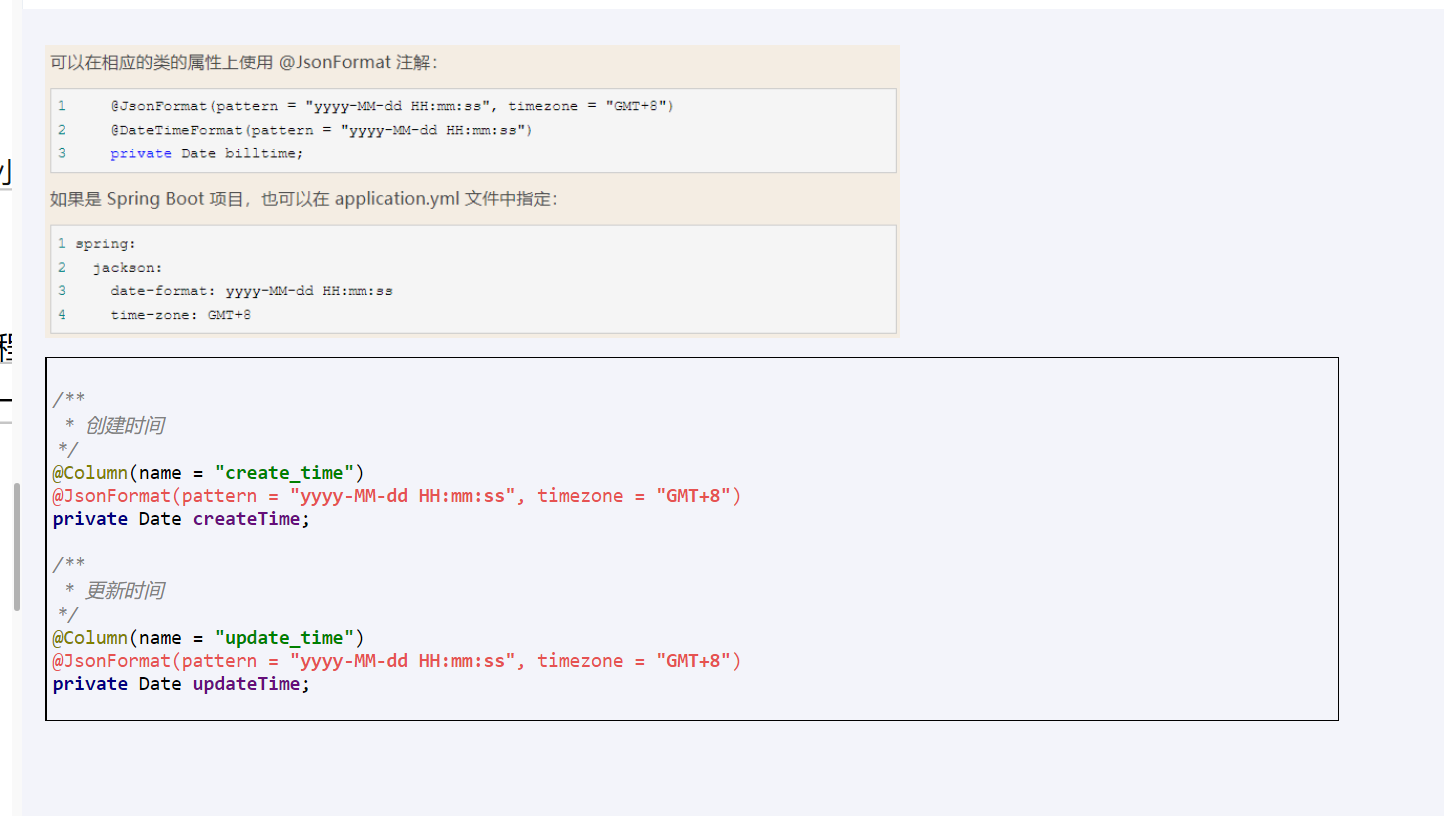 可以在相应的类的属性上使用 @JsonFormat 注解：
1 @JsonFormat(pattern = "yyyy-MM-dd HH:mm:ss", timezone = "GMT+8")
2 @DateTimeFormat(pattern = "yyyy-MM-dd HH:mm:ss")
3 private Date billtime;
如果是 Spring Boot 项目，也可以在 application.yml 文件中指定：
1 spring:
2 jackson:
3 date-format: yyyy-MM-dd HH:mm:ss
4 time-zone: GMT+8
/**
* 创建时间
*/
@Column(name = "create_time")
@JsonFormat(pattern = "yyyy-MM-dd HH:mm:ss", timezone = "GMT+8")
private Date createTime;
/**
* 更新时间
*/
@Column(name = "update_time")
@JsonFormat(pattern = "yyyy-MM-dd HH:mm:ss", timezone = "GMT+8")
private Date updateTime;